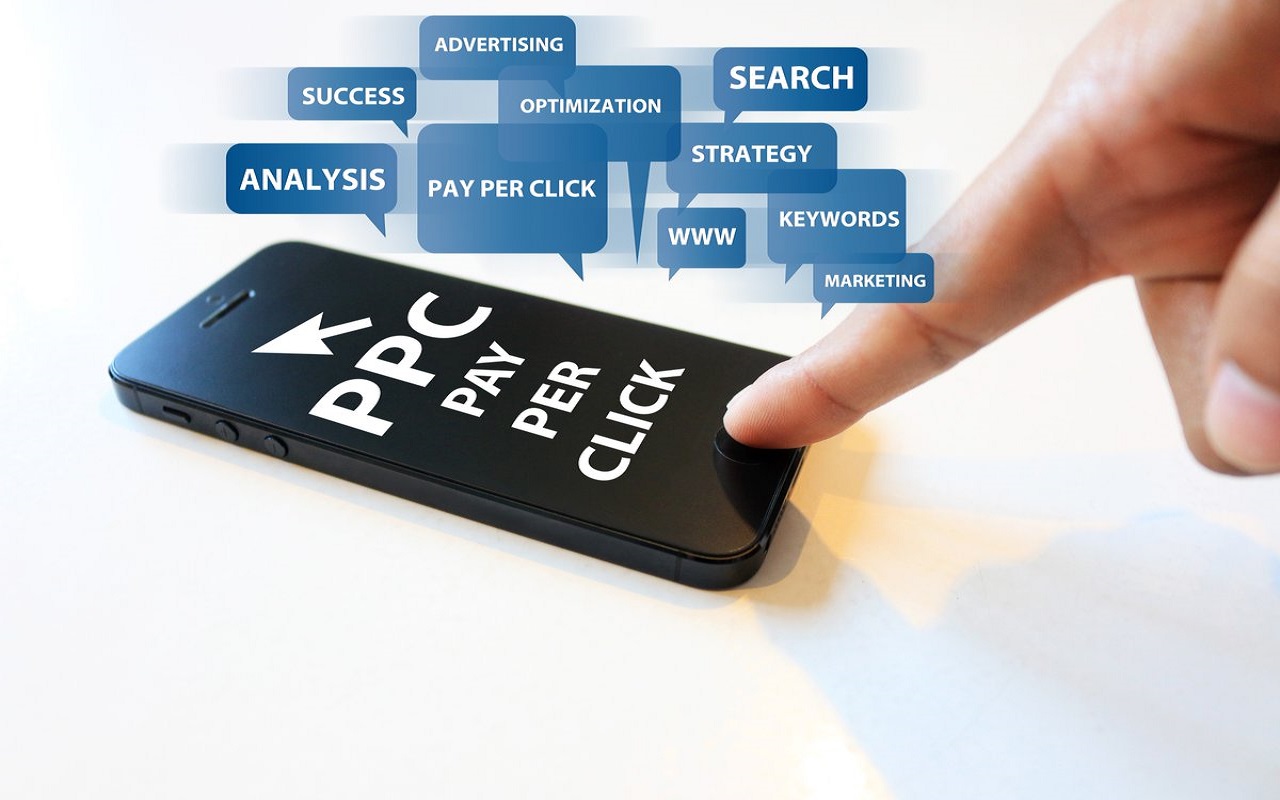 ADVERTISING
SUCCESS
OPTIMIZATION
SEARCH
ANALYSIS
PAY PER CLICK
STRATEGY
WWW
KEYWORDS
MARKETING
PPC
PAY
PER
CLICK